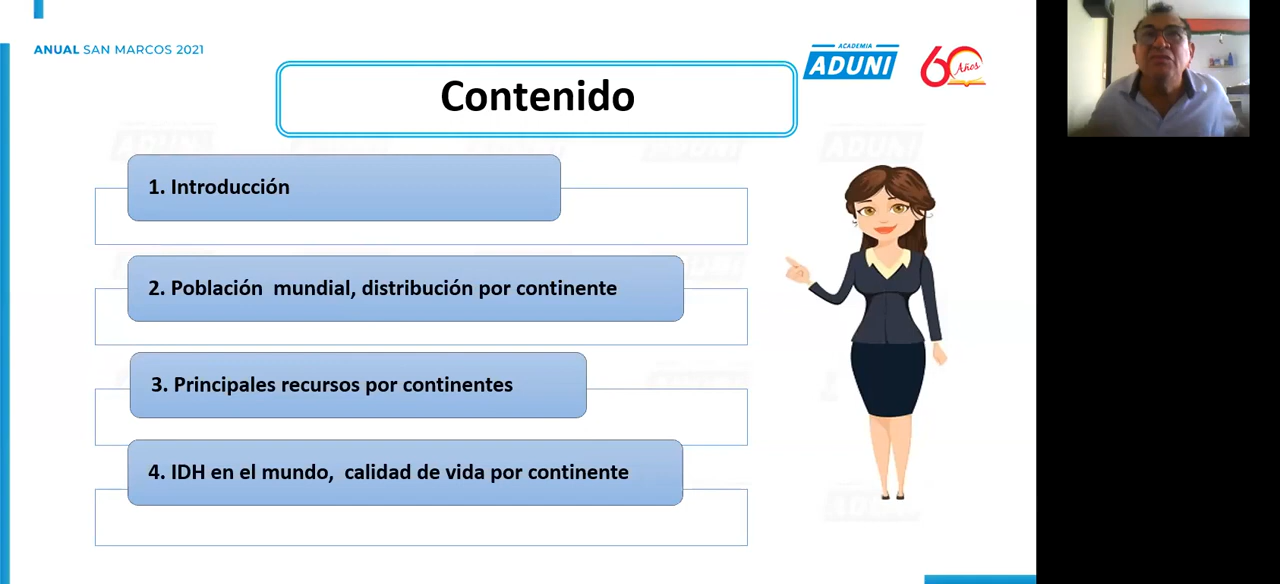 ANUAL SAN MARCOS 2021
ACADEMIA
ADUNI
60 Años
Contenido
1. Introducción
2. Población mundial, distribución por continente
3. Principales recursos por continentes
4. IDH en el mundo, calidad de vida por continente
ADUNI